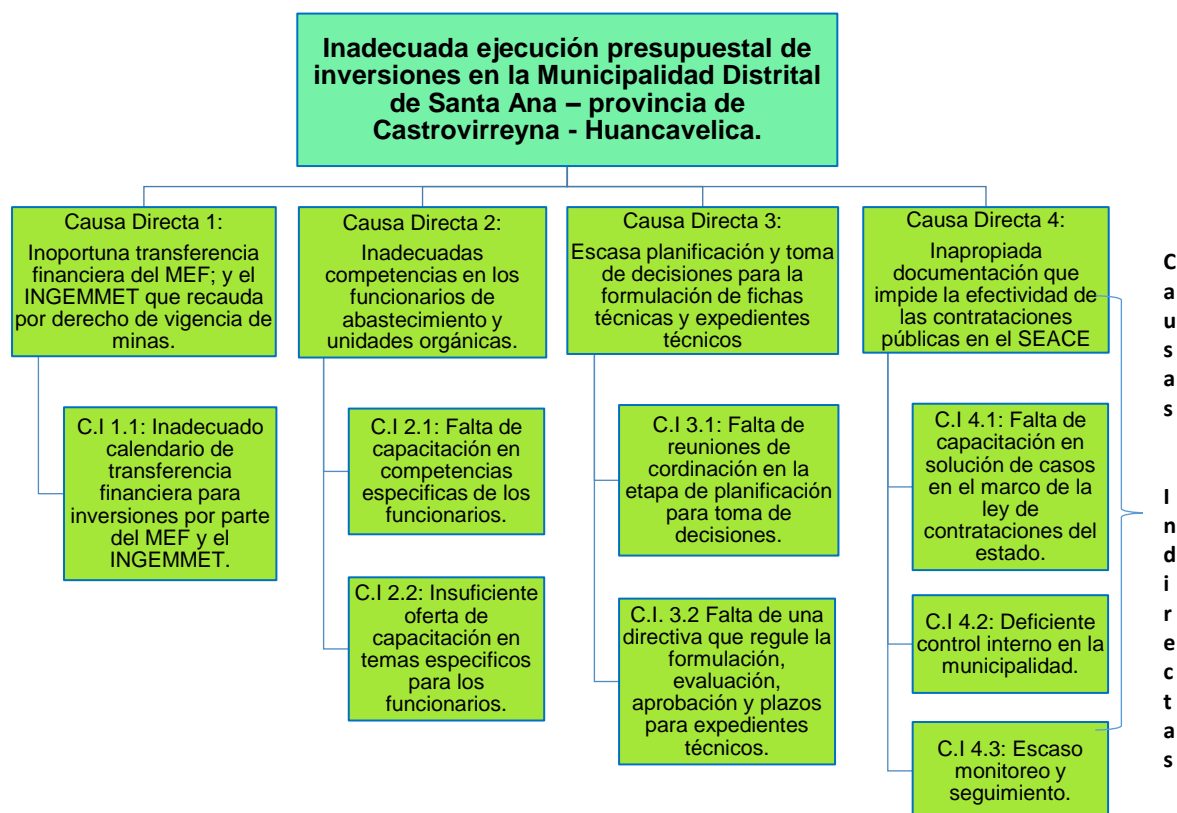 Inadecuada ejecución presupuestal de
inversiones en la Municipalidad Distrital
de Santa Ana – provincia de
Castrovirreyna - Huancavelica.
Causa Directa 1:
Inoportuna transferencia
financiera del MEF; y el
INGEMMET que recauda
por derecho de vigencia de
minas.
C.I 1.1: Inadecuado
calendario de
transferencia
financiera para
inversiones por parte
del MEF y el
INGEMMET.
Causa Directa 2:
Inadecuadas
competencias en los
funcionarios de
abastecimiento y
unidades orgánicas.
C.I 2.1: Falta de
capacitación en
competencias
especificas de los
funcionarios.
C.I 2.2: Insuficiente
oferta de
capacitación en
temas especificos
para los
funcionarios.
Causa Directa 3:
Escasa planificación y toma
de decisiones para la
formulación de fichas
técnicas y expedientes
técnicos
C.I 3.1: Falta de
reuniones de
cordinación en la
etapa de planificación
para toma de
decisiones.
C.I. 3.2 Falta de una
directiva que regule la
formulación,
evaluación,
aprobación y plazos
para expedientes
técnicos.
Causa Directa 4:
Inapropiada
documentación que
impide la efectividad de
las contrataciones
públicas en el SEACE
C.I 4.1: Falta de
capacitación en
solución de casos
en el marco de la
ley de
contrataciones del
estado.
C.I 4.2: Deficiente
control interno en la
municipalidad.
C.I 4.3: Escaso
monitoreo y
seguimiento.
Causas
Indirectas